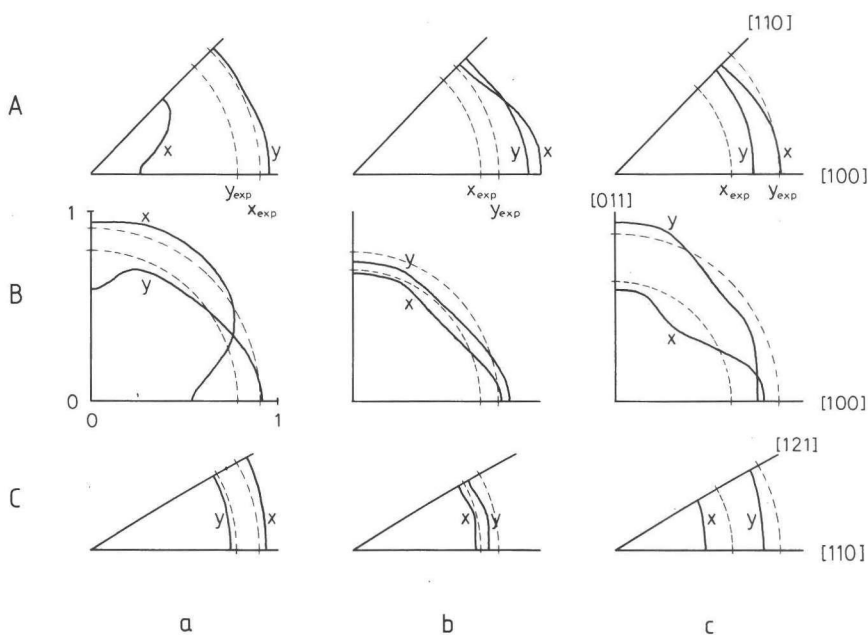 [110]
A
x
y
x
y
x
y
[100]
y_exp
x_exp
x_exp
y_exp
x_exp
y_exp
1
[011]
x
y
y
x
y
x
B
0
[100]
0
1
[121]
C
y
x
x
y
x
y
[110]
a
b
c